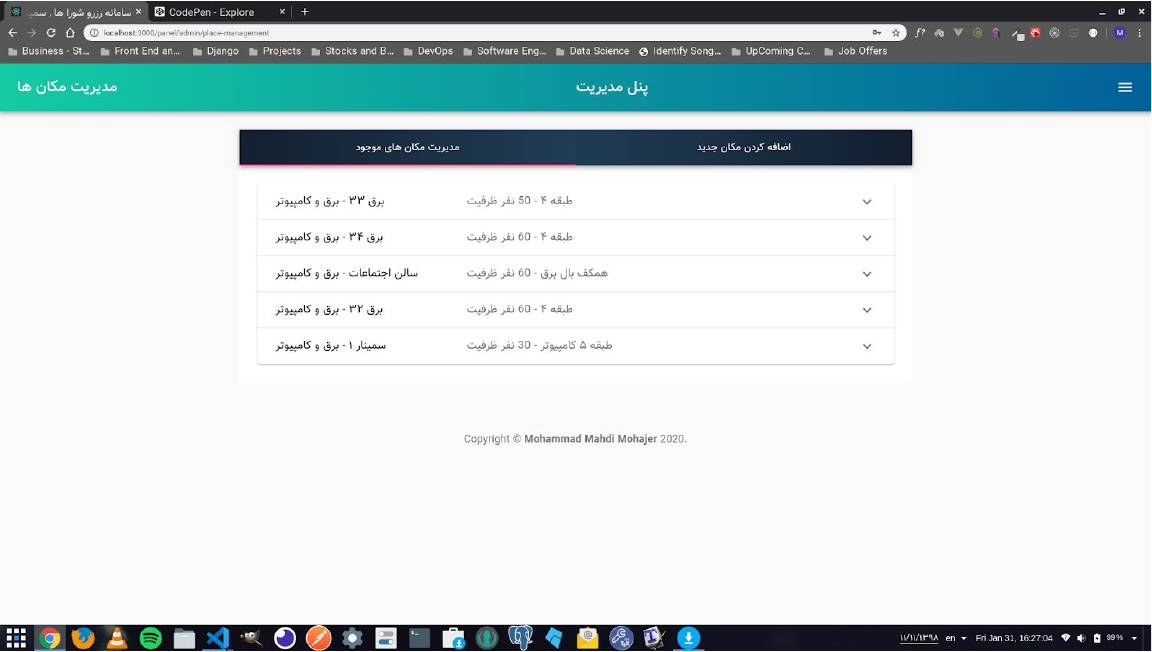 سامانه رزرو شورا ها , سمی
CodePen - Explore
localhost:3000/panel/admin/place-management
Business - St... Front End an... Django Projects Stocks and B... DevOps Software Eng... Data Science Identify Song... UpComing C... Job Offers
مدیریت مکان ها
پنل مدیریت
مدیریت مکان های موجود
اضافه کردن مکان جدید
برق ۳۳ - برق و کامپیوتر
طبقه ۴ - 50 نفر ظرفیت
برق ۳۴ - برق و کامپیوتر
طبقه ۴ - 60 نفر ظرفیت
سالن اجتماعات - برق و کامپیوتر
همکف بال برق - 60 نفر ظرفیت
برق ۳۲ - برق و کامپیوتر
طبقه ۴ - 60 نفر ظرفیت
سمینار ۱ - برق و کامپیوتر
طبقه ۵ کامپیوتر - 30 نفر ظرفیت
Copyright © Mohammad Mahdi Mohajer 2020.
۱۱/۱۱/۱۳۹۸ en Fri Jan 31, 16:27:04 99%